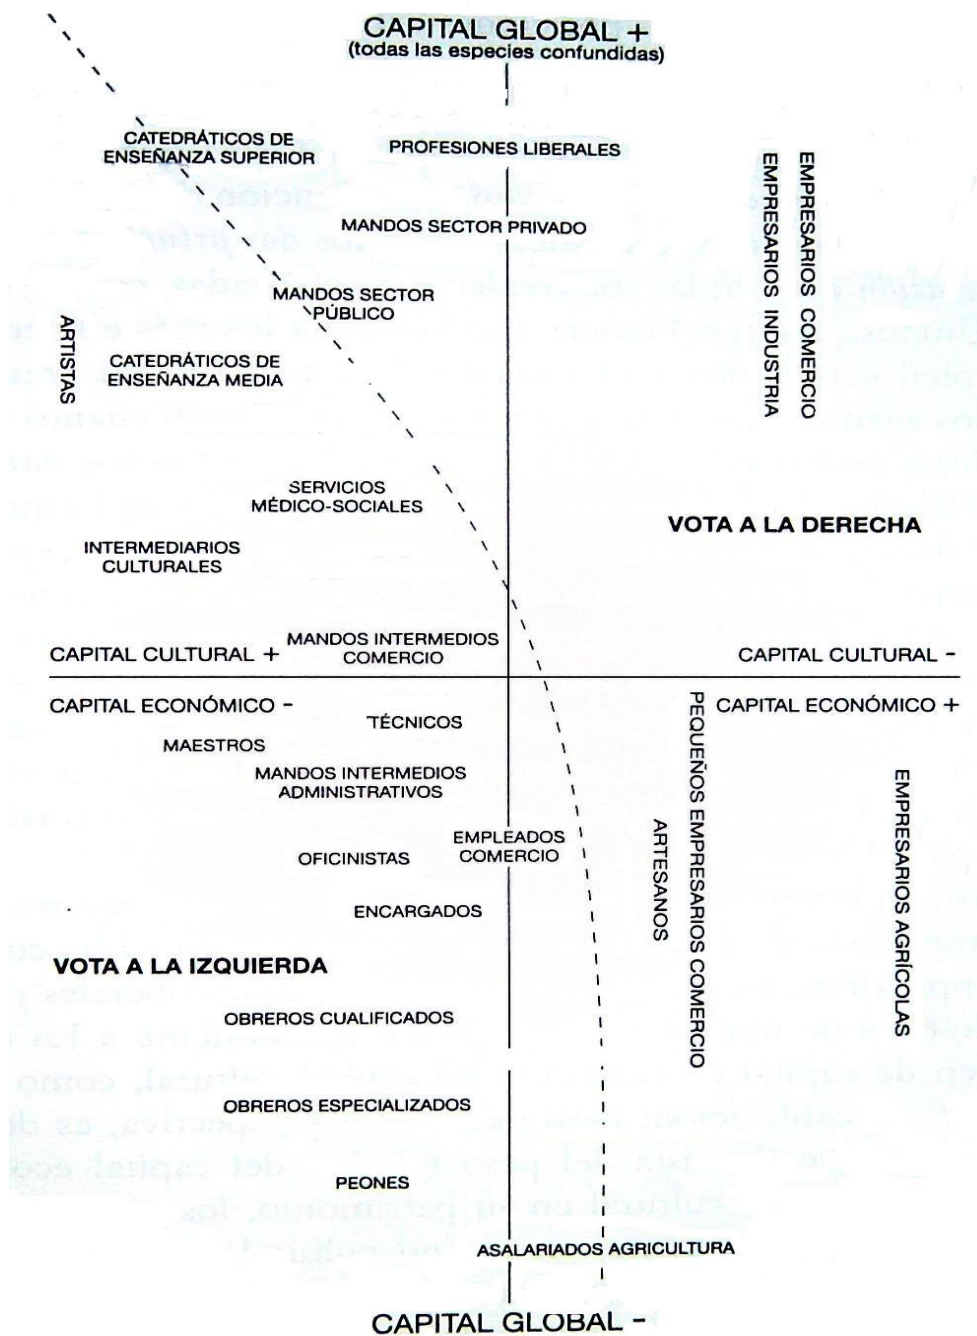 CAPITAL GLOBAL +
(todas las especies confundidas)
CATEDRÁTICOS DE
ENSEÑANZA SUPERIOR
PROFESIONES LIBERALES
MANDOS SECTOR PRIVADO
EMPRESARIOS INDUSTRIA
EMPRESARIOS COMERCIO
MANDOS SECTOR
PÚBLICO
ARTISTAS
CATEDRÁTICOS DE
ENSEÑANZA MEDIA
SERVICIOS
MÉDICO-SOCIALES
VOTA A LA DERECHA
INTERMEDIARIOS
CULTURALES
MANDOS INTERMEDIOS
COMERCIO
CAPITAL CULTURAL +
CAPITAL CULTURAL -
CAPITAL ECONÓMICO -
CAPITAL ECONÓMICO +
TÉCNICOS
MAESTROS
MANDOS INTERMEDIOS
ADMINISTRATIVOS
PEQUEÑOS EMPRESARIOS COMERCIO
EMPRESARIOS AGRÍCOLAS
ARTESANOS
EMPLEADOS
COMERCIO
OFICINISTAS
ENCARGADOS
VOTA A LA IZQUIERDA
OBREROS CUALIFICADOS
OBREROS ESPECIALIZADOS
PEONES
ASALARIADOS AGRICULTURA
CAPITAL GLOBAL -